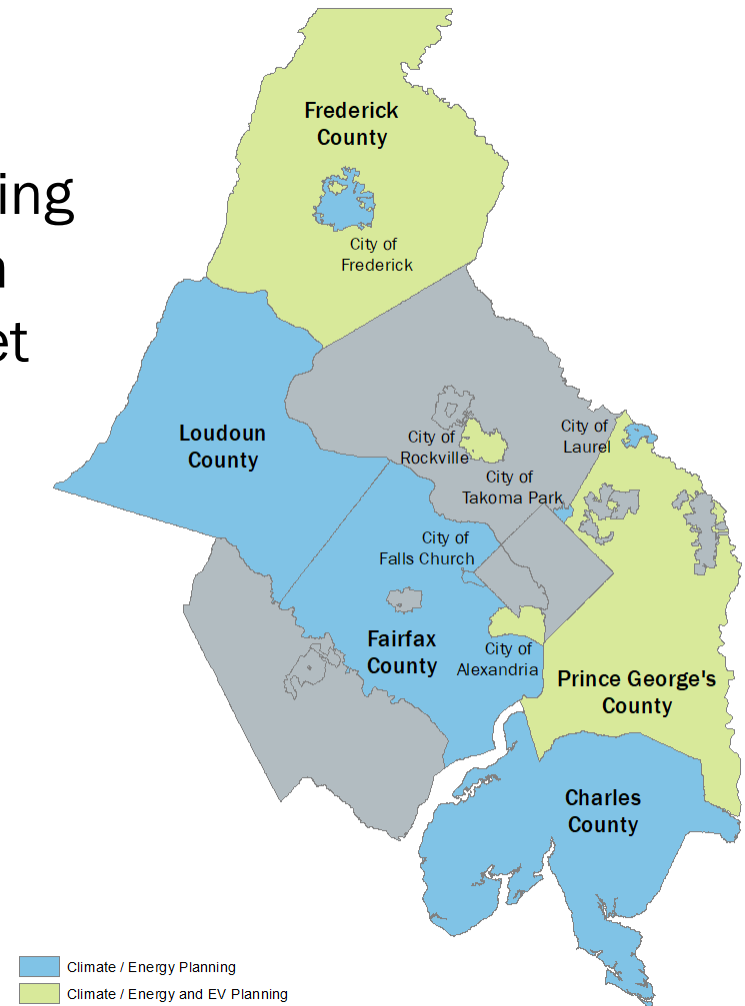 Frederick
County
ing
City of
Frederick
et
Loudoun
County
City of
Rockville
City of
Laurel
City of
Takoma Park
City of
Falls Church
Fairfax
County
City of
Alexandria
Prince George's
County
Charles
County
Climate / Energy Planning
Climate / Energy and EV Planning